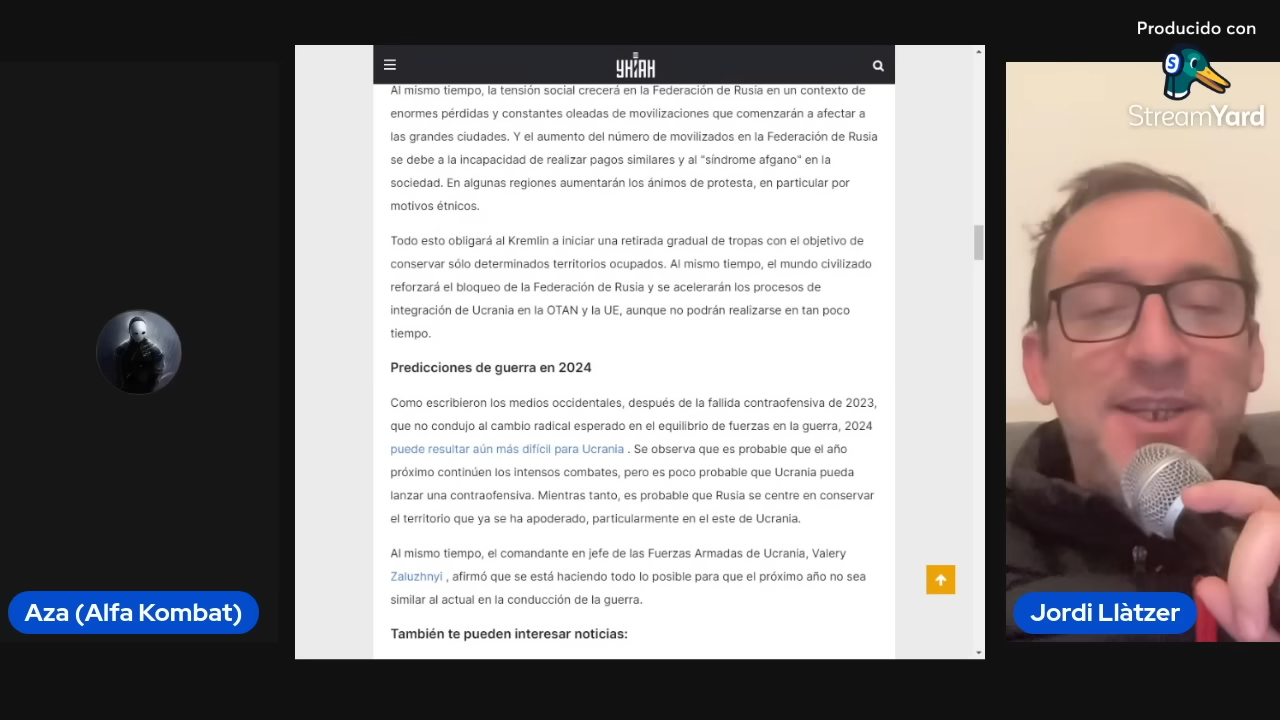 Producido con
StreamYard
УНІАН
Al mismo tiempo, la tensión social crecerá en la Federación de Rusia en un contexto de
enormes pérdidas y constantes oleadas de movilizaciones que comenzarán a afectar a
las grandes ciudades. Y el aumento del número de movilizados en la Federación de Rusia
se debe a la incapacidad de realizar pagos similares y al "síndrome afgano" en la
sociedad. En algunas regiones aumentarán los ánimos de protesta, en particular por
motivos étnicos.
Todo esto obligará al Kremlin a iniciar una retirada gradual de tropas con el objetivo de
conservar sólo determinados territorios ocupados. Al mismo tiempo, el mundo civilizado
reforzará el bloqueo de la Federación de Rusia y se acelerarán los procesos de
integración de Ucrania en la OTAN y la UE, aunque no podrán realizarse en tan poco
tiempo.
Predicciones de guerra en 2024
Como escribieron los medios occidentales, después de la fallida contraofensiva de 2023,
que no condujo al cambio radical esperado en el equilibrio de fuerzas en la guerra, 2024
puede resultar aún más difícil para Ucrania . Se observa que es probable que el año
próximo continúen los intensos combates, pero es poco probable que Ucrania pueda
lanzar una contraofensiva. Mientras tanto, es probable que Rusia se centre en conservar
el territorio que ya se ha apoderado, particularmente en el este de Ucrania.
Al mismo tiempo, el comandante en jefe de las Fuerzas Armadas de Ucrania, Valery
Zaluzhnyi , afirmó que se está haciendo todo lo posible para que el próximo año no sea
similar al actual en la conducción de la guerra.
También te pueden interesar noticias:
Aza (Alfa Kombat)
Jordi Llàtzer